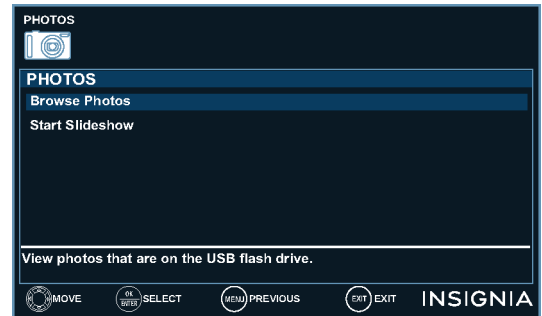 PHOTOS
PHOTOS
Browse Photos
Start Slideshow
View photos that are on the USB flash drive.
MOVE OK ENTER SELECT MENU PREVIOUS EXIT EXIT INSIGNIA